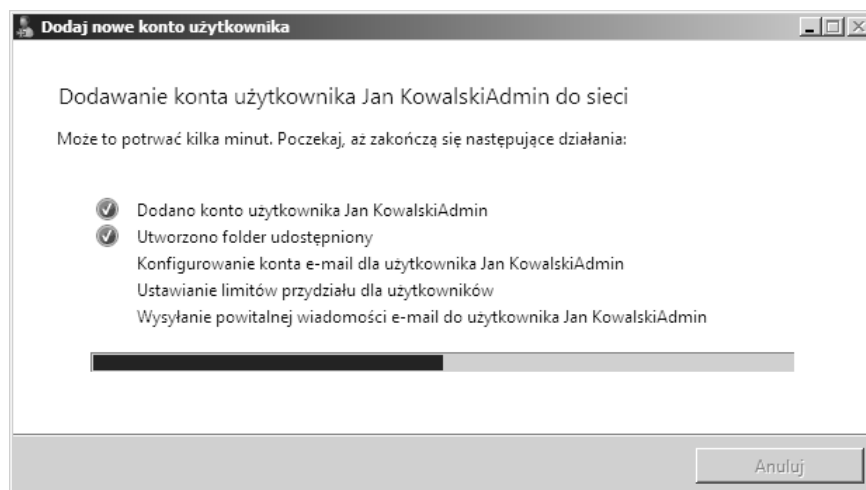 Dodaj nowe konto użytkownika
Dodawanie konta użytkownika Jan KowalskiAdmin do sieci
Może to potrwać kilka minut. Poczekaj, aż zakończą się następujące działania:
Dodano konto użytkownika Jan KowalskiAdmin
Utworzono folder udostępniony
Konfigurowanie konta e-mail dla użytkownika Jan KowalskiAdmin
Ustawianie limitów przydziału dla użytkowników
Wysyłanie powitalnej wiadomości e-mail do użytkownika Jan KowalskiAdmin
Anuluj